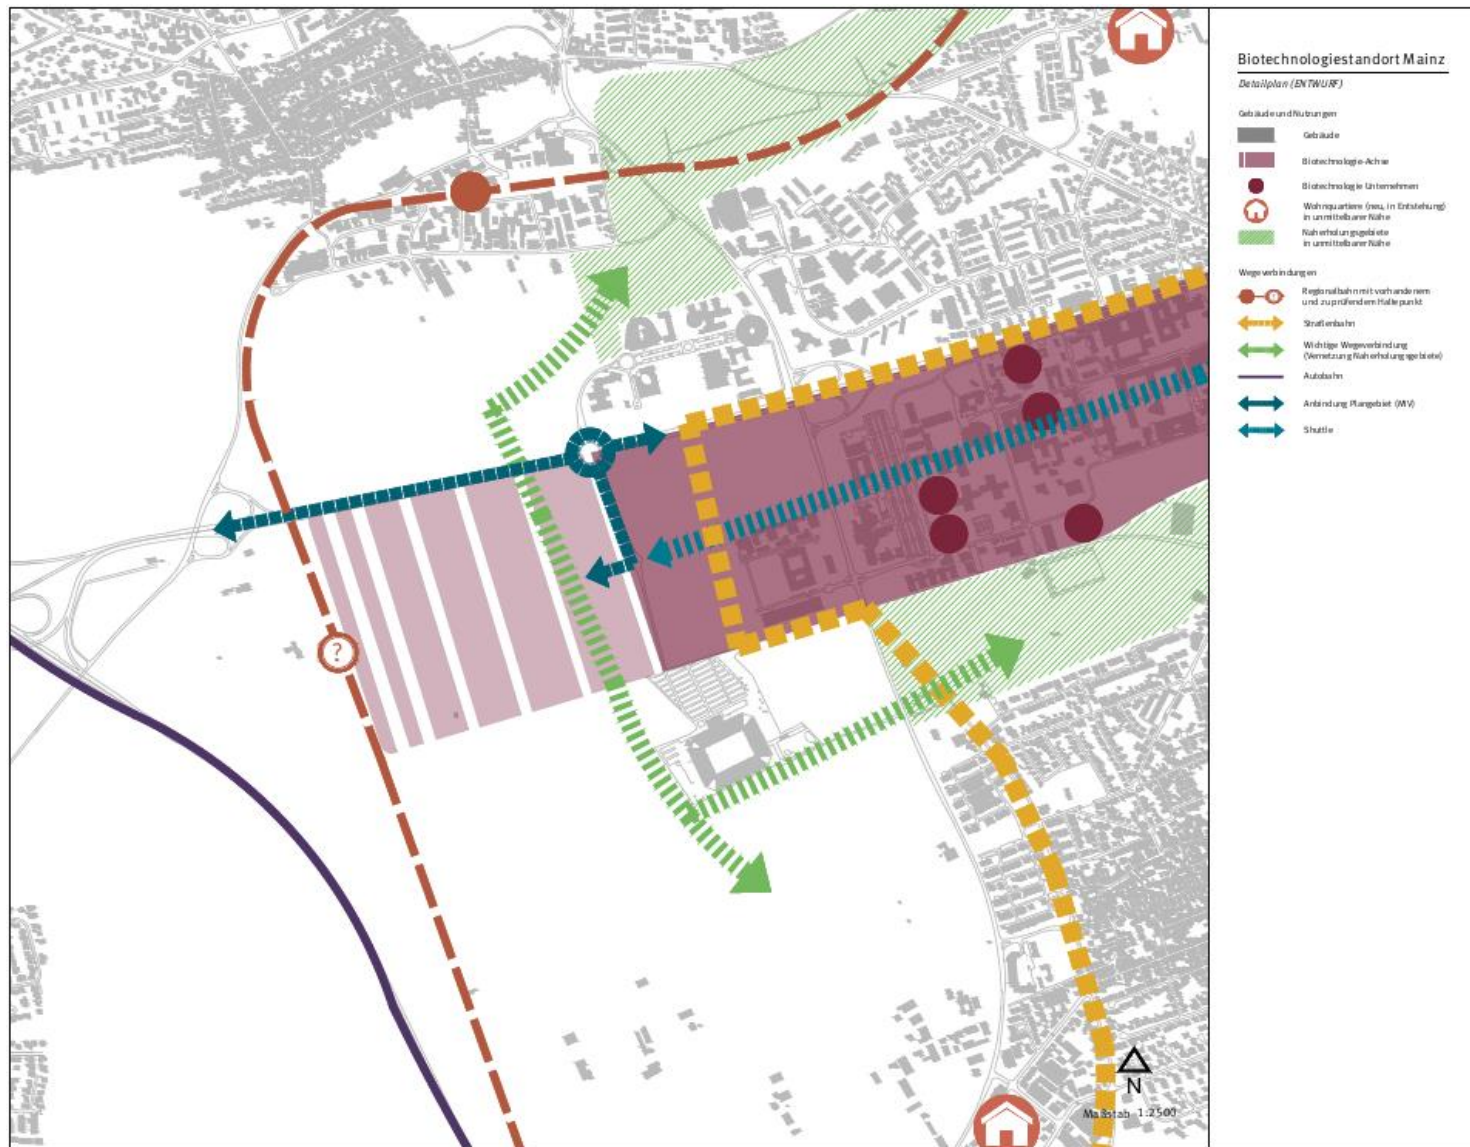 Biotechnologiestandort Mainz
Detailplan (ENTWURF)
Gebäude und Nutzungen
Gebäude
Biotechnologie-Achse
Biotechnologie Unternehmen
Wohnquartiere (neu, in Entstehung)
in unmittelbarer Nähe
Naherholungsgebiete
in unmittelbarer Nähe
Wegeverbindungen
?
Regionalbahn mit vorhandenem
und zu prüfendem Haltepunkt
Straßenbahn
Wichtige Wegeverbindung
(Vernetzung Naherholungsgebiete)
Autobahn
Anbindung Plangebiet (MIV)
Shuttle
?
N
Maßstab 1:2500